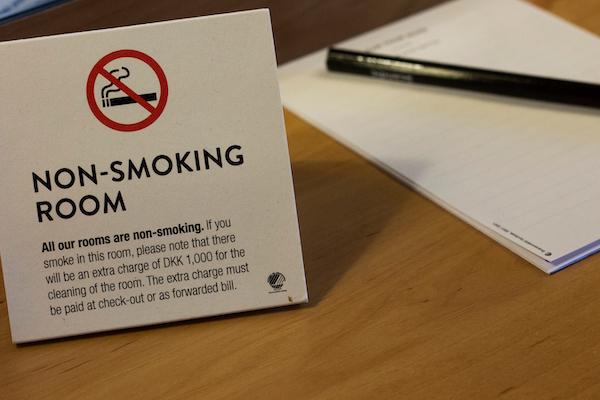 NON-SMOKING
ROOM
All our rooms are non-smoking. If you
smoke in this room, please note that there
will be an extra charge of DKK 1,000 for the
cleaning of the room. The extra charge must
be paid at check-out or as forwarded bill.